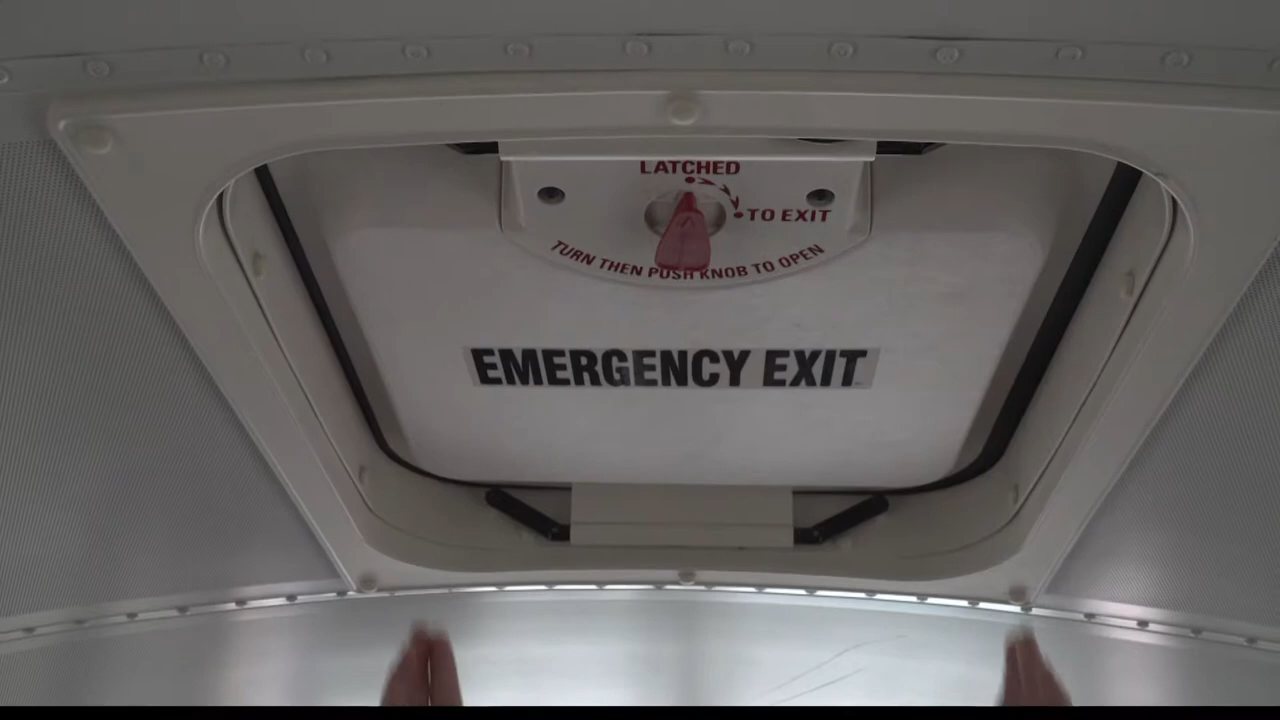 LATCHED
TO EXIT
TURN THEN PUSH KNOB TO OPEN
EMERGENCY EXIT